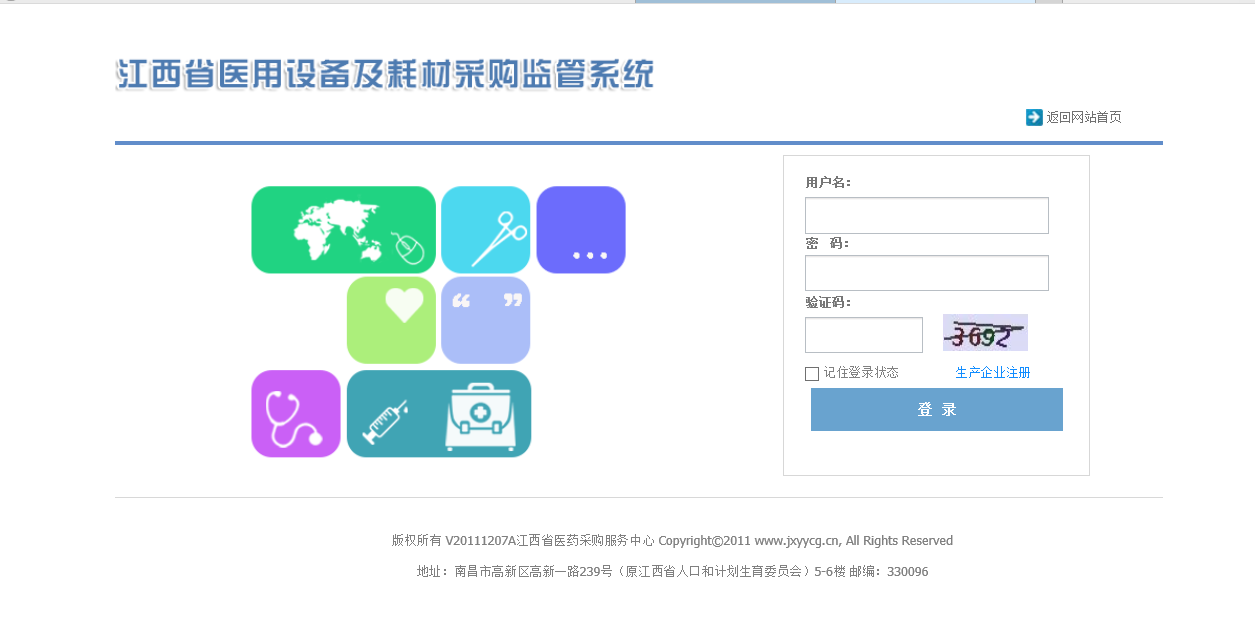 江西省医用设备及耗材采购监管系统
返回网站首页
用户名：
密 码：
验证码：
3692
记住登录状态
生产企业注册
登 录
版权所有 V20111207A江西省医药采购服务中心 Copyright©2011 www.jxyycg.cn, All Rights Reserved
地址：南昌市高新区高新一路239号（原江西省人口和计划生育委员会）5-6楼 邮编：330096